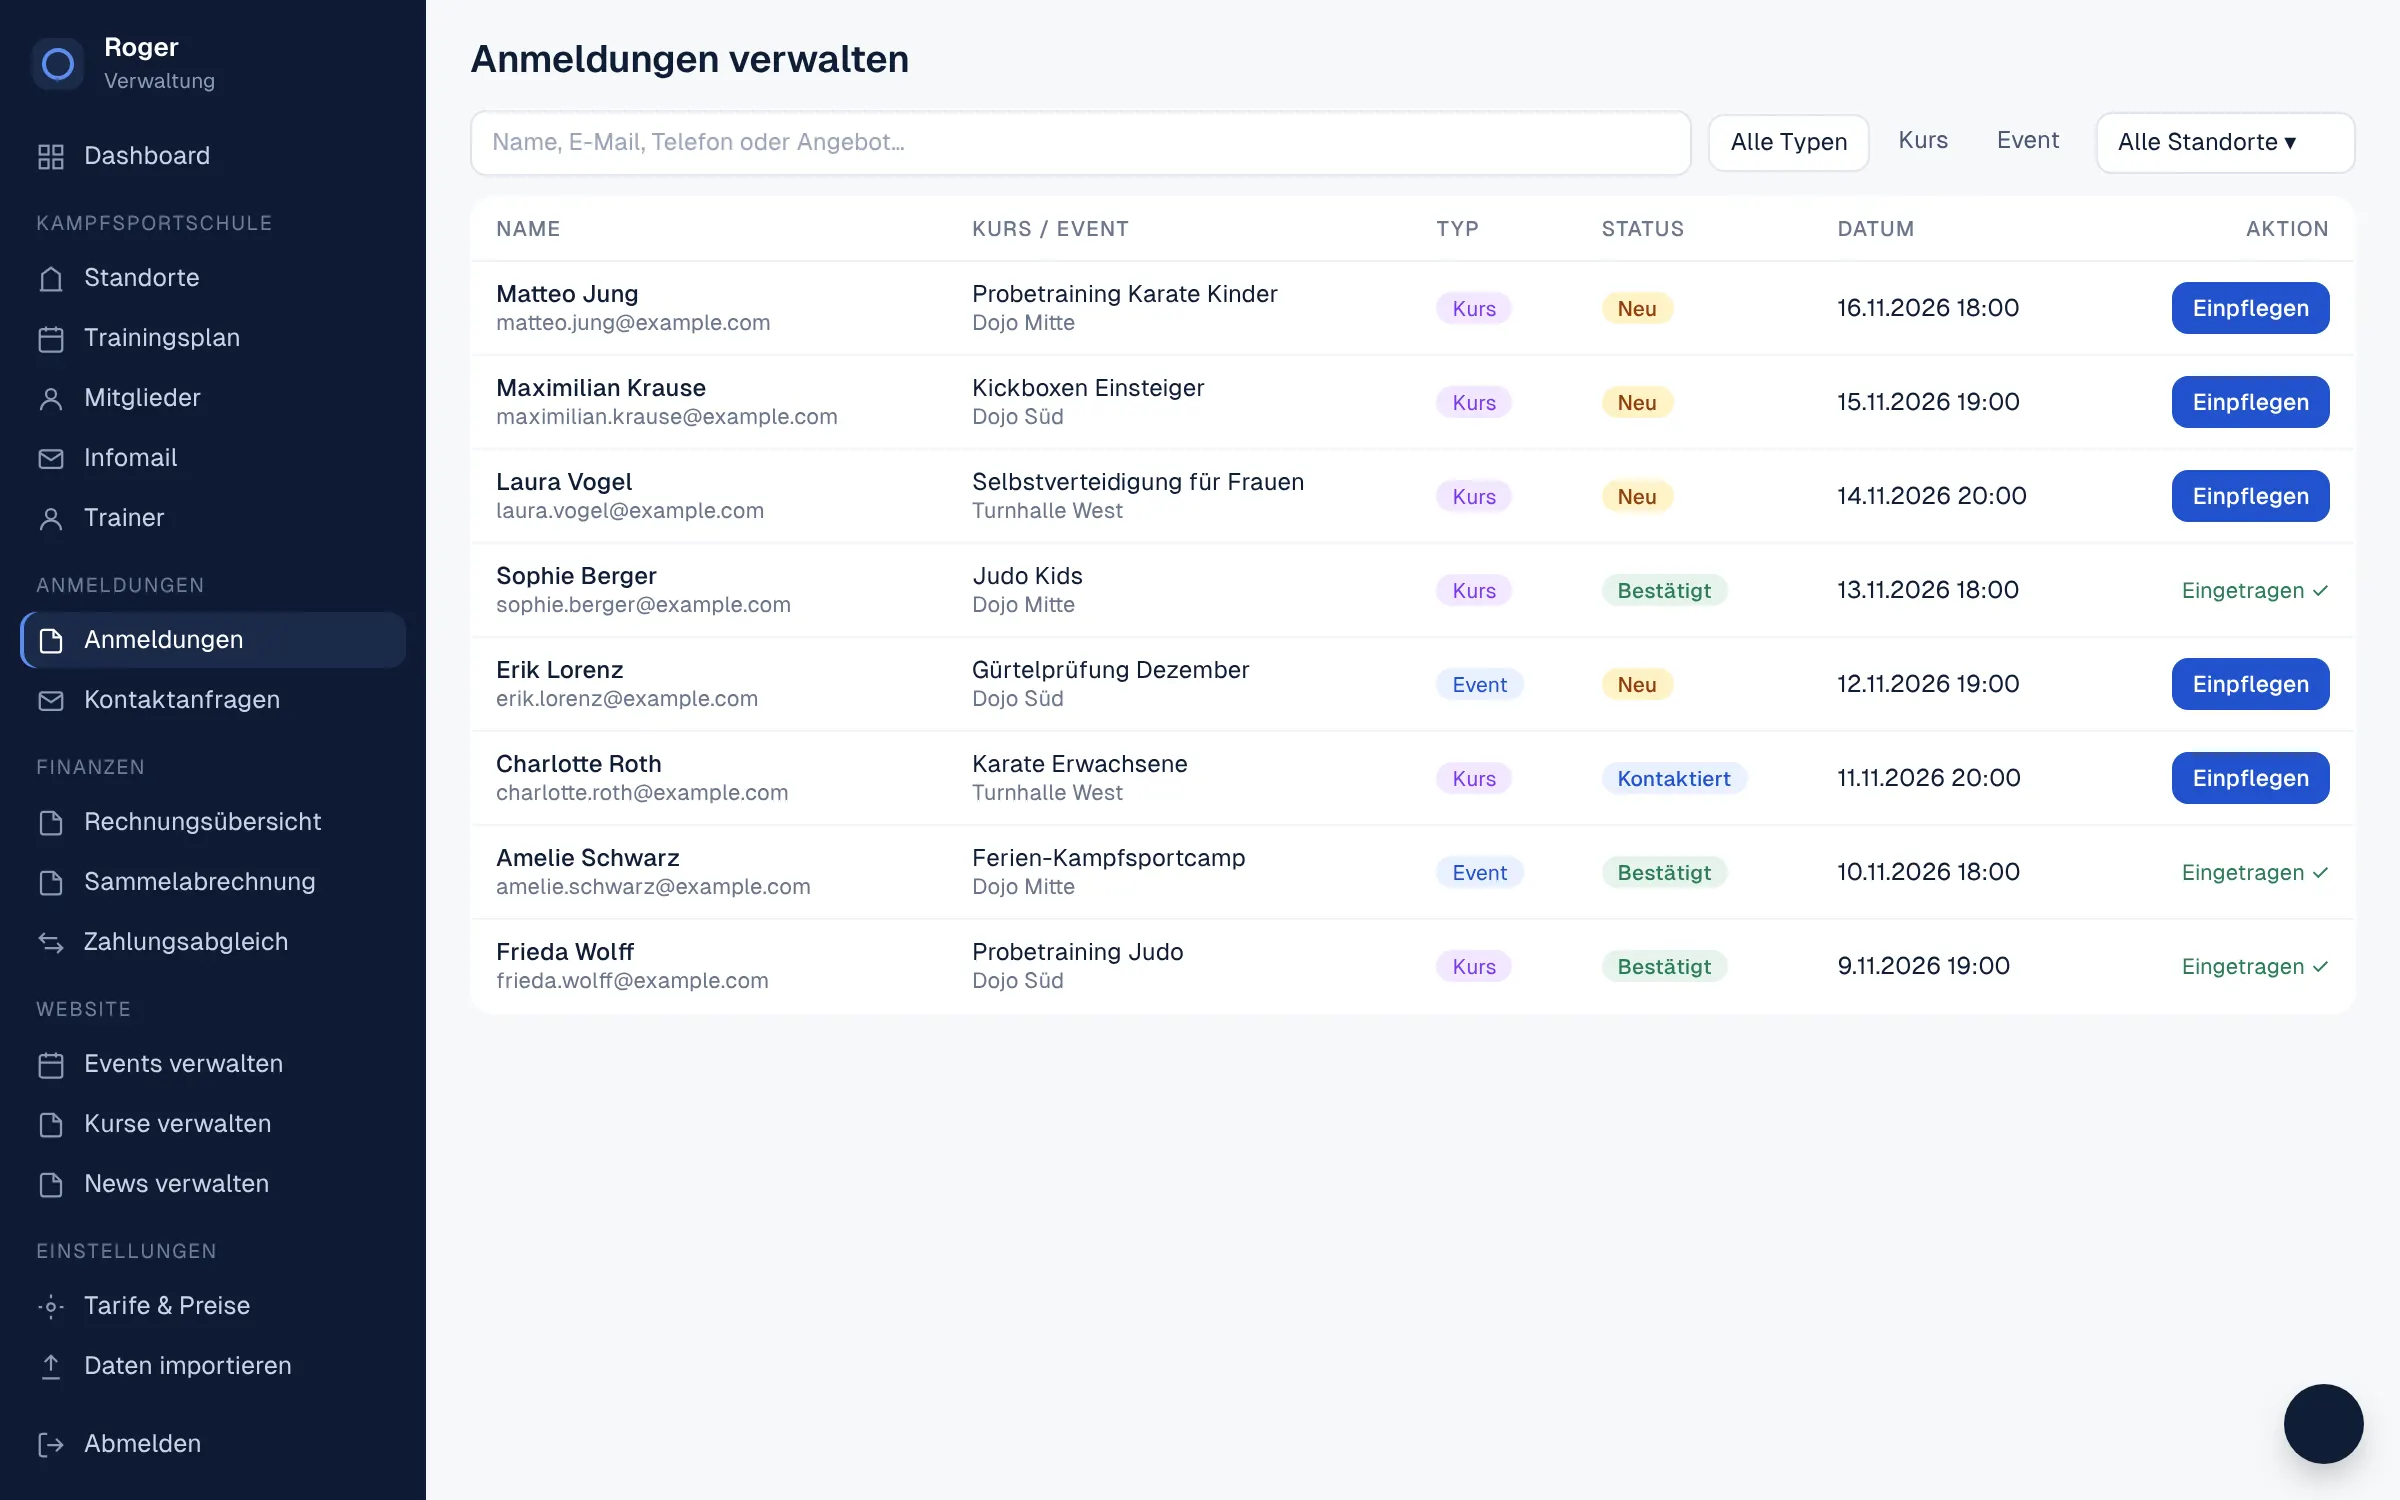 Roger
Verwaltung
Dashboard
KAMPFSPORTSCHULE
Standorte
Trainingsplan
Mitglieder
Infomail
Trainer
ANMELDUNGEN
Anmeldungen
Kontaktanfragen
FINANZEN
Rechnungsübersicht
Sammelabrechnung
Zahlungsabgleich
WEBSITE
Events verwalten
Kurse verwalten
News verwalten
EINSTELLUNGEN
Tarife & Preise
Daten importieren
Abmelden
Anmeldungen verwalten
Name, E-Mail, Telefon oder Angebot... Alle Typen Kurs Event Alle Standorte ▾
NAME KURS / EVENT TYP STATUS DATUM AKTION
Matteo Jung Probetraining Karate Kinder Kurs Neu 16.11.2026 18:00 Einpflegen
matteo.jung@example.com Dojo Mitte
Maximilian Krause Kickboxen Einsteiger Kurs Neu 15.11.2026 19:00 Einpflegen
maximilian.krause@example.com Dojo Süd
Laura Vogel Selbstverteidigung für Frauen Kurs Neu 14.11.2026 20:00 Einpflegen
laura.vogel@example.com Turnhalle West
Sophie Berger Judo Kids Kurs Bestätigt 13.11.2026 18:00 Eingetragen ✓
sophie.berger@example.com Dojo Mitte
Erik Lorenz Gürtelprüfung Dezember Event Neu 12.11.2026 19:00 Einpflegen
erik.lorenz@example.com Dojo Süd
Charlotte Roth Karate Erwachsene Kurs Kontaktiert 11.11.2026 20:00 Einpflegen
charlotte.roth@example.com Turnhalle West
Amelie Schwarz Ferien-Kampfsportcamp Event Bestätigt 10.11.2026 18:00 Eingetragen ✓
amelie.schwarz@example.com Dojo Mitte
Frieda Wolff Probetraining Judo Kurs Bestätigt 9.11.2026 19:00 Eingetragen ✓
frieda.wolff@example.com Dojo Süd